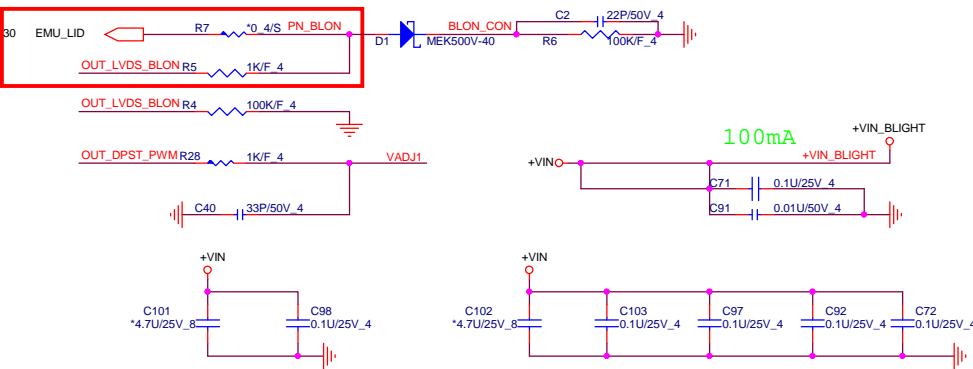 C2 22P/50V_4
30 EMU_LID R7 *0_4/S PN_BLON BLON_CON
D1 MEK500V-40 R6 100K/F_4
OUT_LVDS_BLON R5 1K/F_4
OUT_LVDS_BLON R4 100K/F_4
100mA +VIN_BLIGHT
OUT_DPST_PWM R28 1K/F_4 VADJ1 +VIN +VIN_BLIGHT
C71 0.1U/25V_4
C40 33P/50V_4 C91 0.01U/50V_4
+VIN +VIN
C101 C98 C102 C103 C97 C92 C72
*4.7U/25V_8 0.1U/25V_4 *4.7U/25V_8 0.1U/25V_4 0.1U/25V_4 0.1U/25V_4 0.1U/25V_4